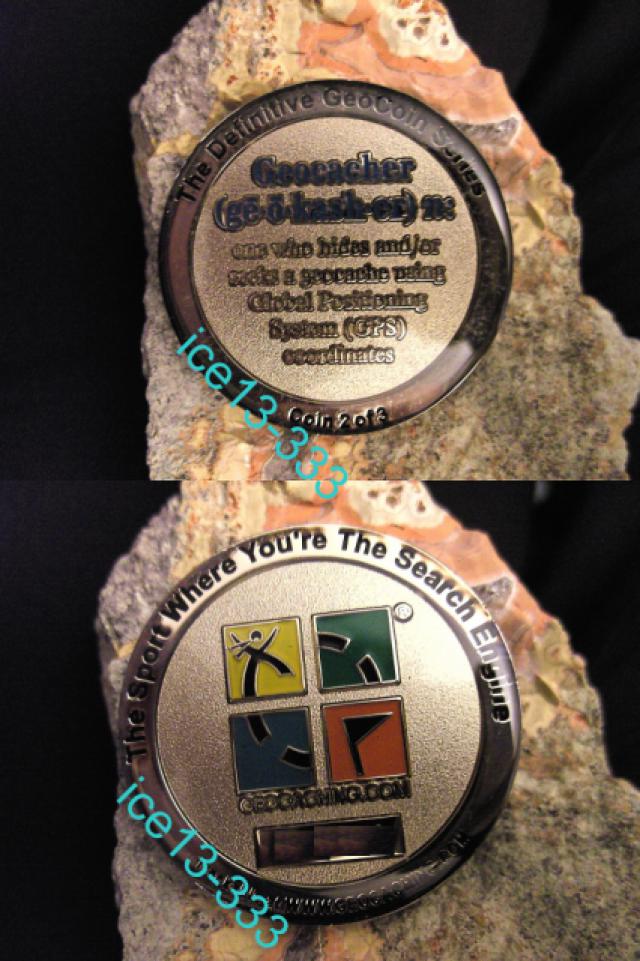 The Definitive GeoCoin Series
Geocacher
(gē·ō·kash·er) n:
one who hides and/or
seeks a geocache using
Global Positioning
System (GPS)
coordinates
Coin 2 of 3
ice13-333
The Sport Where You're The Search Engine
®
GEOCACHING.COM
ice13-333